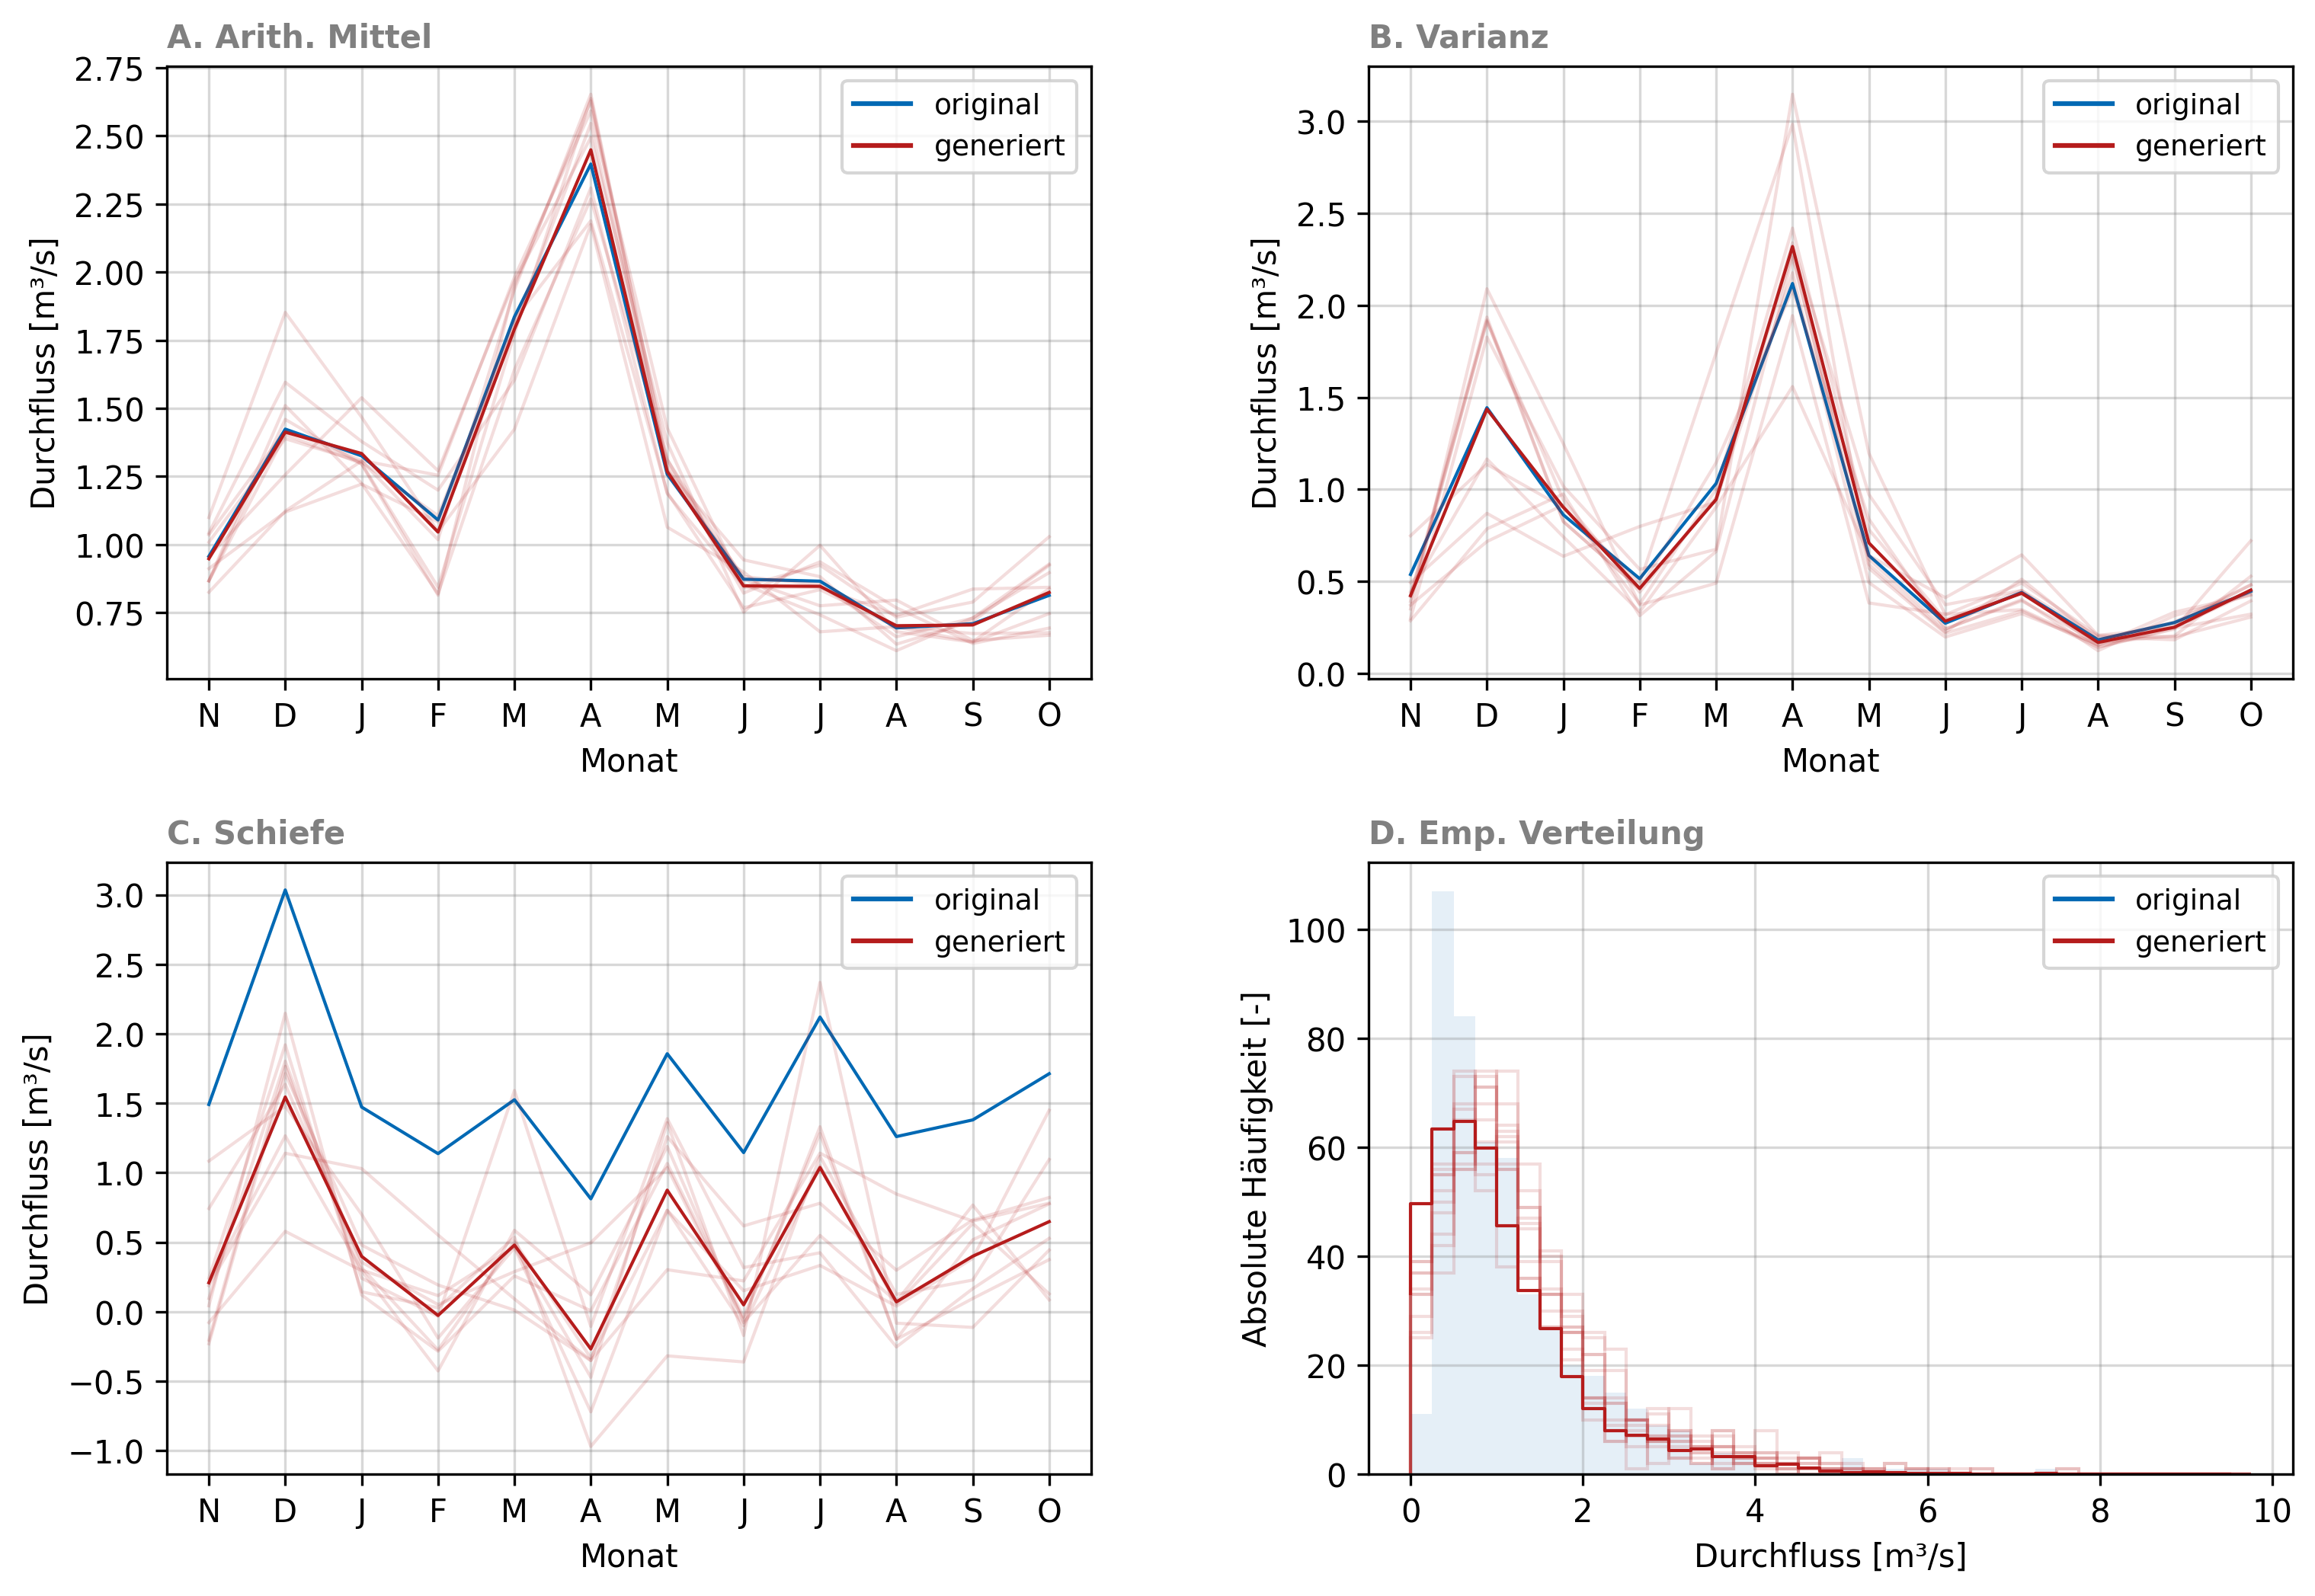 A. Arith. Mittel
2.75
2.50
2.25
2.00
1.75
1.50
1.25
1.00
0.75
Durchfluss [m³/s]
original
generiert
N D J F M A M J J A S O
Monat
B. Varianz
3.0
2.5
2.0
1.5
1.0
0.5
0.0
Durchfluss [m³/s]
original
generiert
N D J F M A M J J A S O
Monat
C. Schiefe
3.0
2.5
2.0
1.5
1.0
0.5
0.0
−0.5
−1.0
Durchfluss [m³/s]
original
generiert
N D J F M A M J J A S O
Monat
D. Emp. Verteilung
100
80
60
40
20
0
Absolute Häufigkeit [-]
original
generiert
0 2 4 6 8 10
Durchfluss [m³/s]